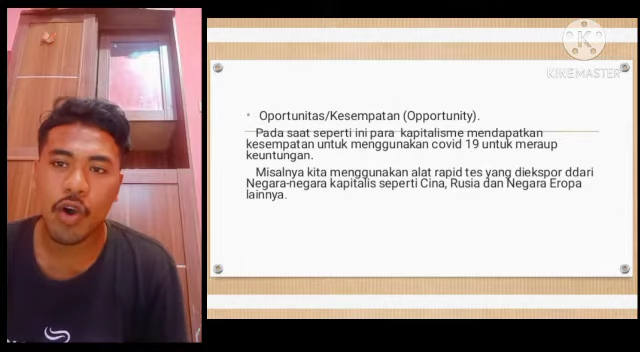 KINEMASTER
• Oportunitas/Kesempatan (Opportunity).
Pada saat seperti ini para kapitalisme mendapatkan
kesempatan untuk menggunakan covid 19 untuk meraup
keuntungan.
Misalnya kita menggunakan alat rapid tes yang diekspor ddari
Negara-negara kapitalis seperti Cina, Rusia dan Negara Eropa
lainnya.